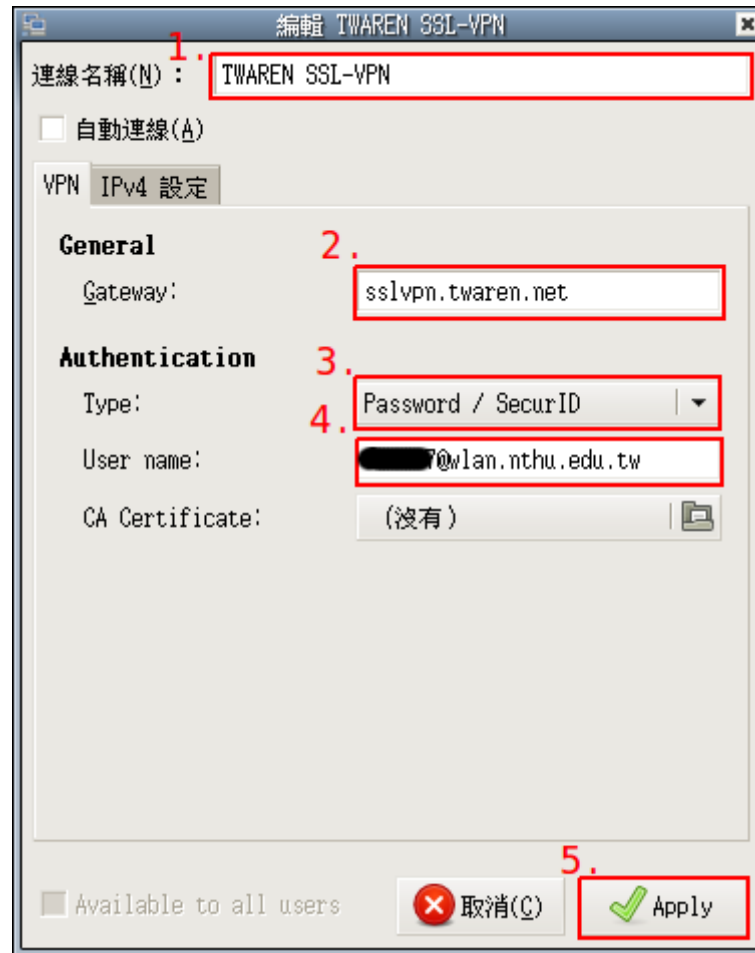 編輯 TWAREN SSL-VPN
1.
連線名稱(N) : TWAREN SSL-VPN
自動連線(A)
VPN IPv4 設定
General
2.
Gateway: sslvpn.twaren.net
Authentication
3.
Type: Password / SecurID
4.
User name: 7@wlan.nthu.edu.tw
CA Certificate: (沒有)
5.
Available to all users 取消(C) Apply